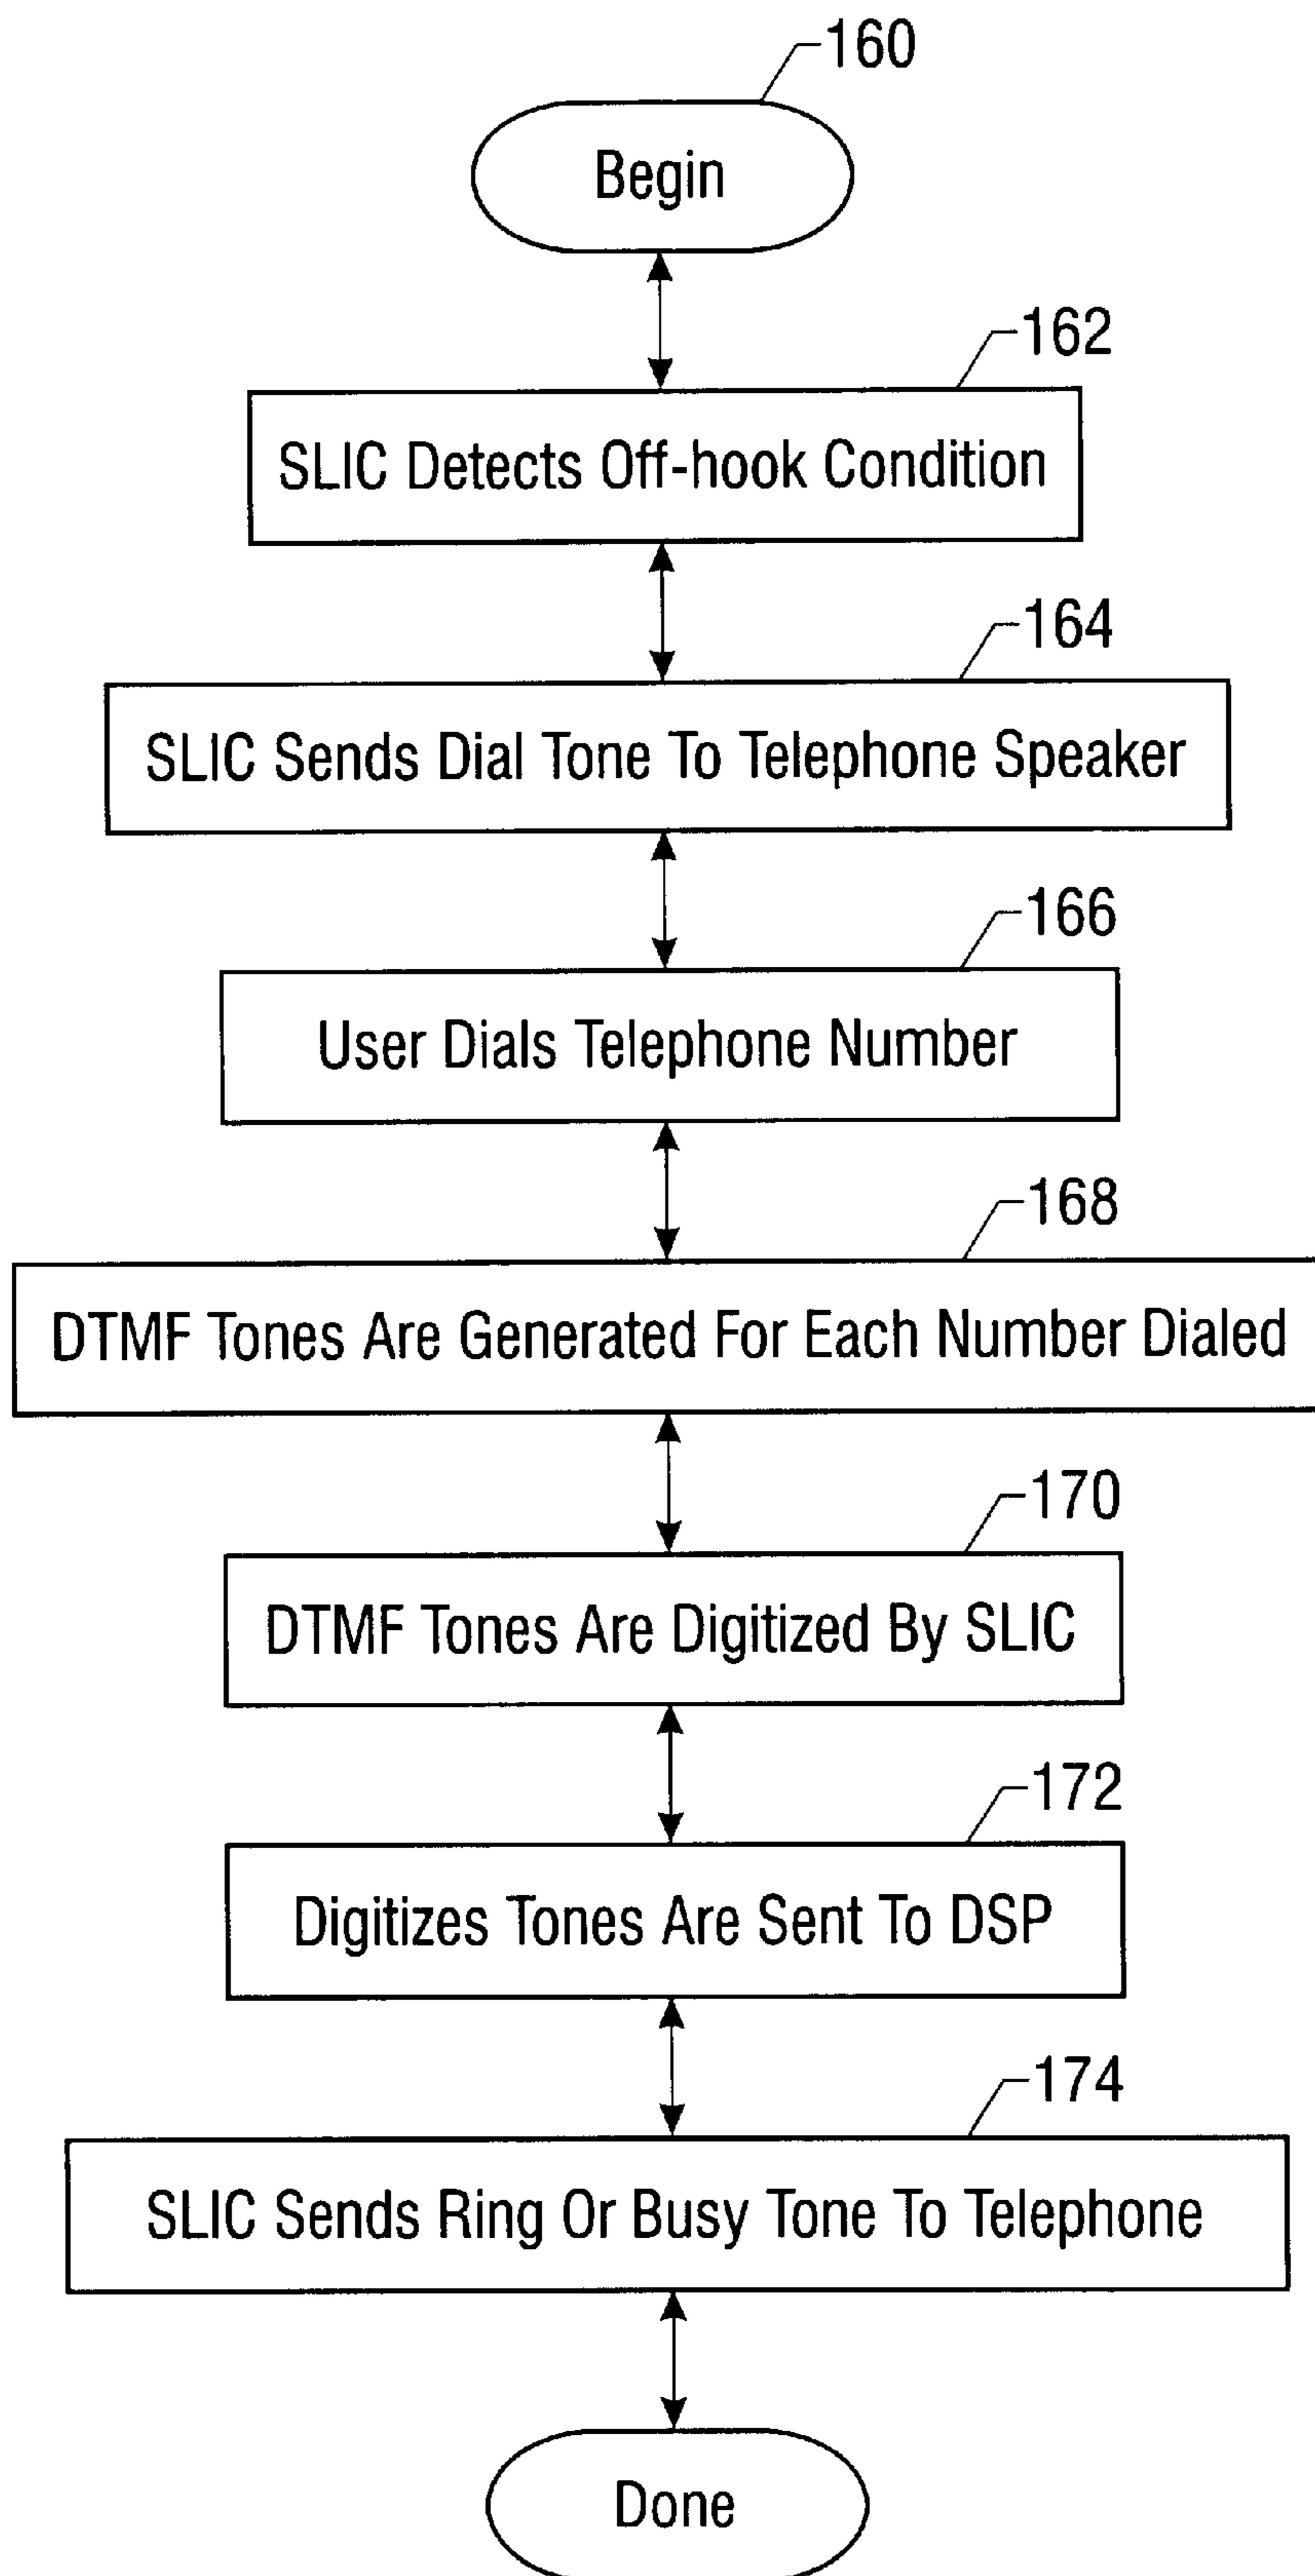 160
Begin
162
SLIC Detects Off-hook Condition
164
SLIC Sends Dial Tone To Telephone Speaker
166
User Dials Telephone Number
168
DTMF Tones Are Generated For Each Number Dialed
170
DTMF Tones Are Digitized By SLIC
172
Digitizes Tones Are Sent To DSP
174
SLIC Sends Ring Or Busy Tone To Telephone
Done